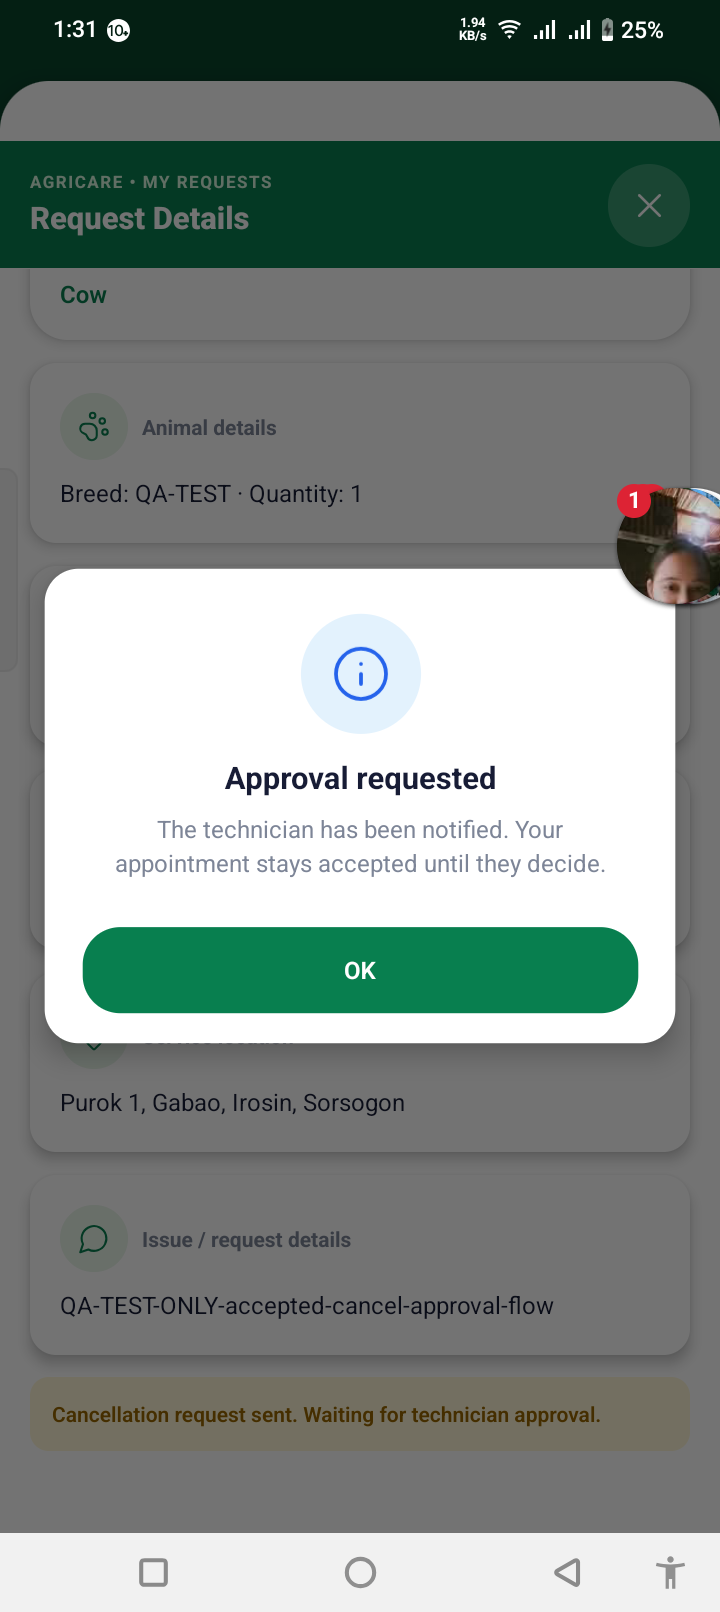 1:31
10
1.94
KB/s
25%
AGRICARE • MY REQUESTS
Request Details
Cow
Animal details
Breed: QA-TEST · Quantity: 1
1
Approval requested
The technician has been notified. Your
appointment stays accepted until they decide.
OK
Purok 1, Gabao, Irosin, Sorsogon
Issue / request details
QA-TEST-ONLY-accepted-cancel-approval-flow
Cancellation request sent. Waiting for technician approval.